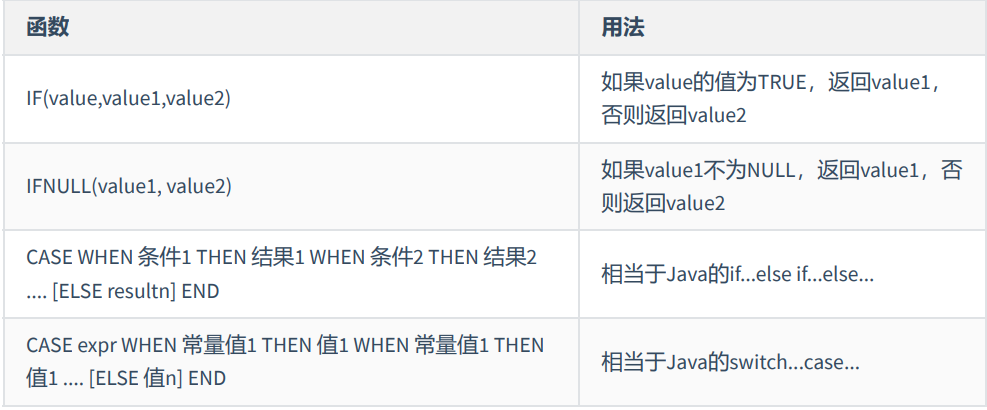 函数
用法
IF(value,value1,value2)
如果value的值为TRUE，返回value1，
否则返回value2
IFNULL(value1, value2)
如果value1不为NULL，返回value1，否
则返回value2
CASE WHEN 条件1 THEN 结果1 WHEN 条件2 THEN 结果2
.... [ELSE resultn] END
相当于Java的if...else if...else...
CASE expr WHEN 常量值1 THEN 值1 WHEN 常量值1 THEN
值1 .... [ELSE 值n] END
相当于Java的switch...case...